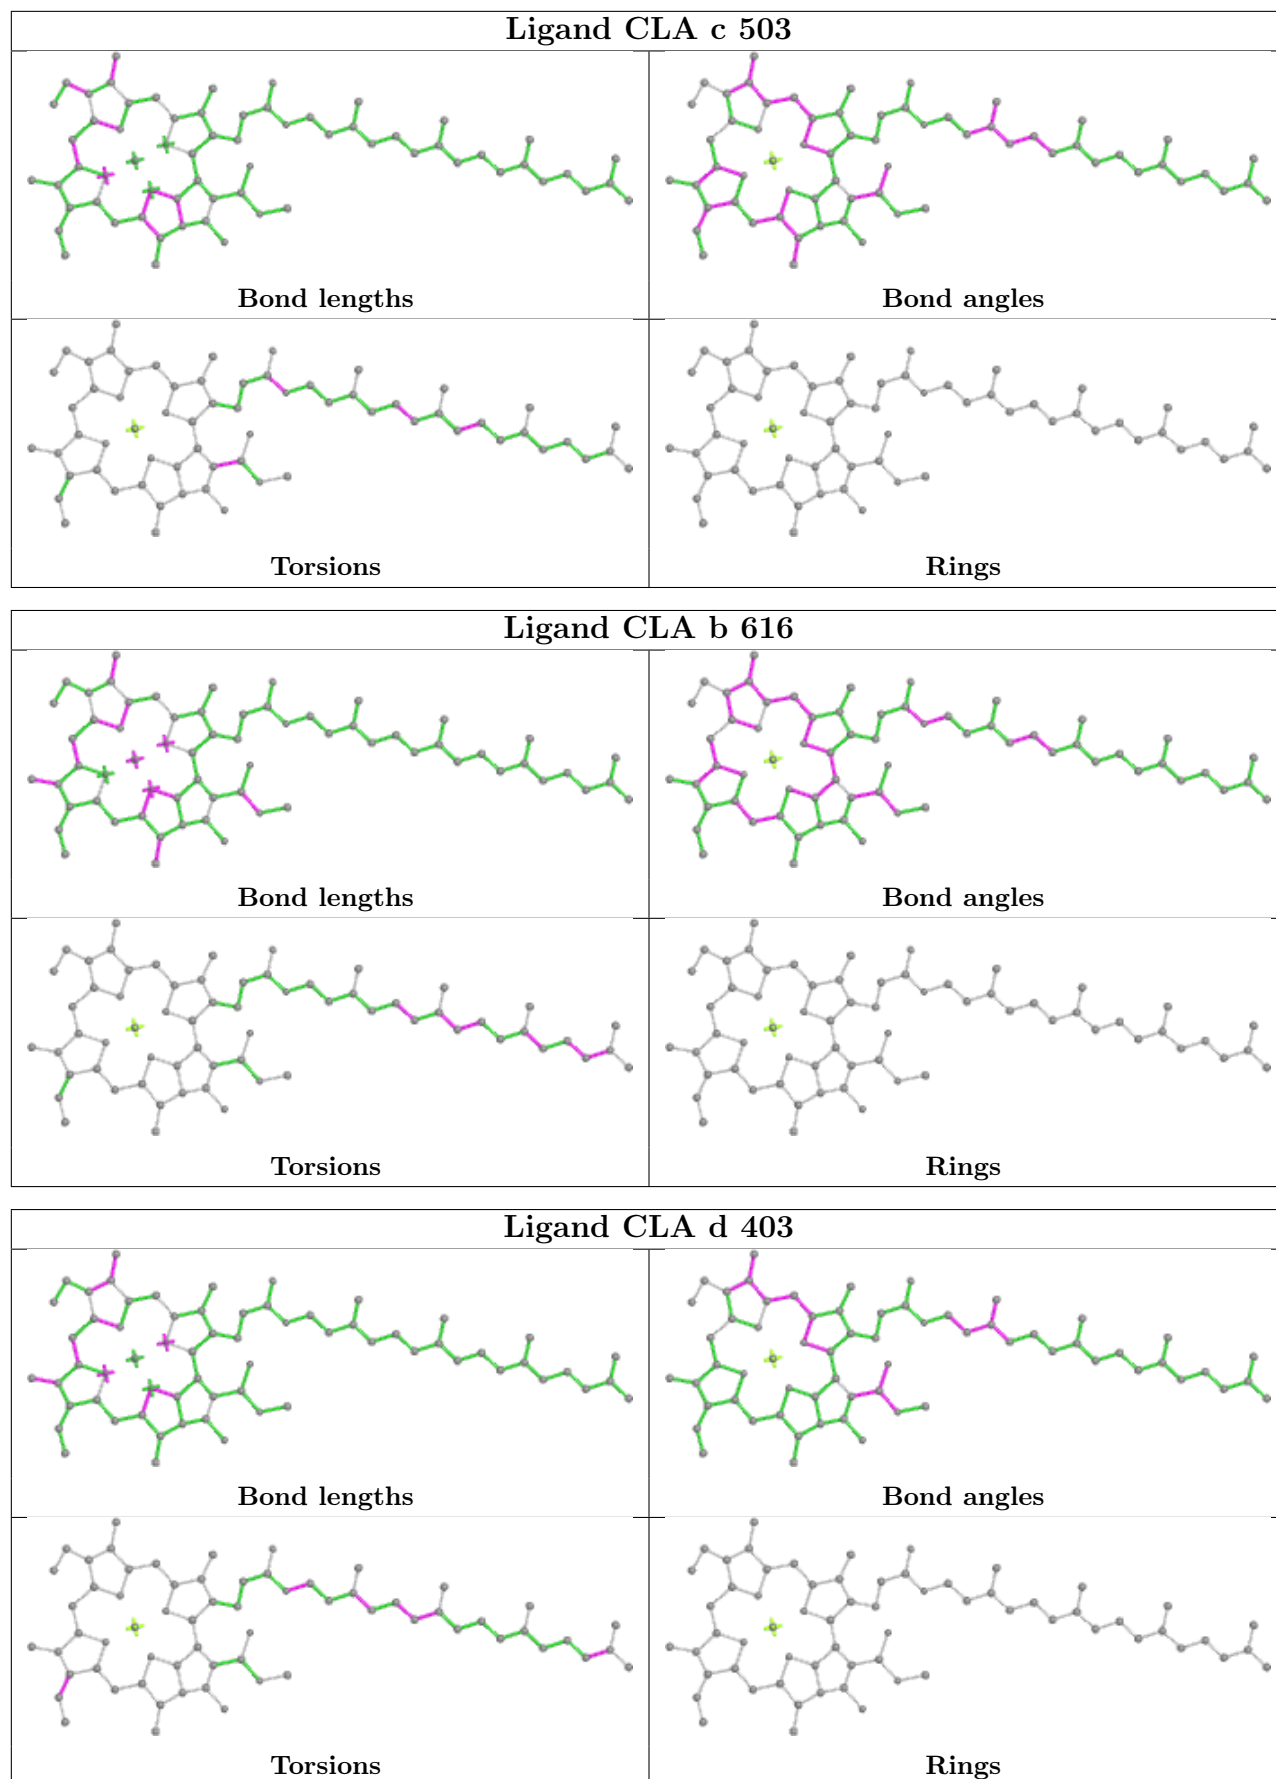 Ligand CLA c 503
Bond lengths
Bond angles
Torsions
Rings
Ligand CLA b 616
Bond lengths
Bond angles
Torsions
Rings
Ligand CLA d 403
Bond lengths
Bond angles
Torsions
Rings